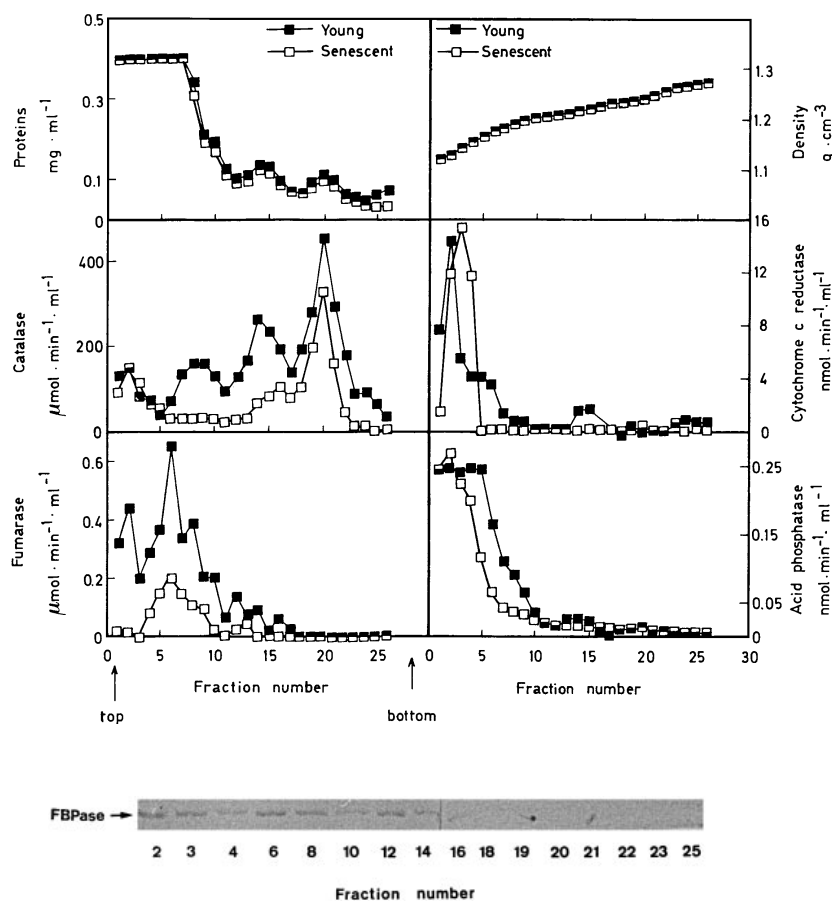 0.5
0.3
0.1
0
Proteins
mg · ml⁻¹
Young
Senescent
Young
Senescent
1.3
1.2
1.1
Density
g · cm⁻³
400
200
0
Catalase
µmol · min⁻¹ · ml⁻¹
16
12
8
4
0
Cytochrome c reductase
nmol · min⁻¹ · ml⁻¹
0.6
0.4
0.2
0
Fumarase
µmol · min⁻¹ · ml⁻¹
0.25
0.15
0.05
0
Acid phosphatase
nmol · min⁻¹ · ml⁻¹
0 5 10 15 20 25 0 5 10 15 20 25 30
Fraction number
Fraction number
top
bottom
FBPase
2 3 4 6 8 10 12 14 16 18 19 20 21 22 23 25
Fraction number